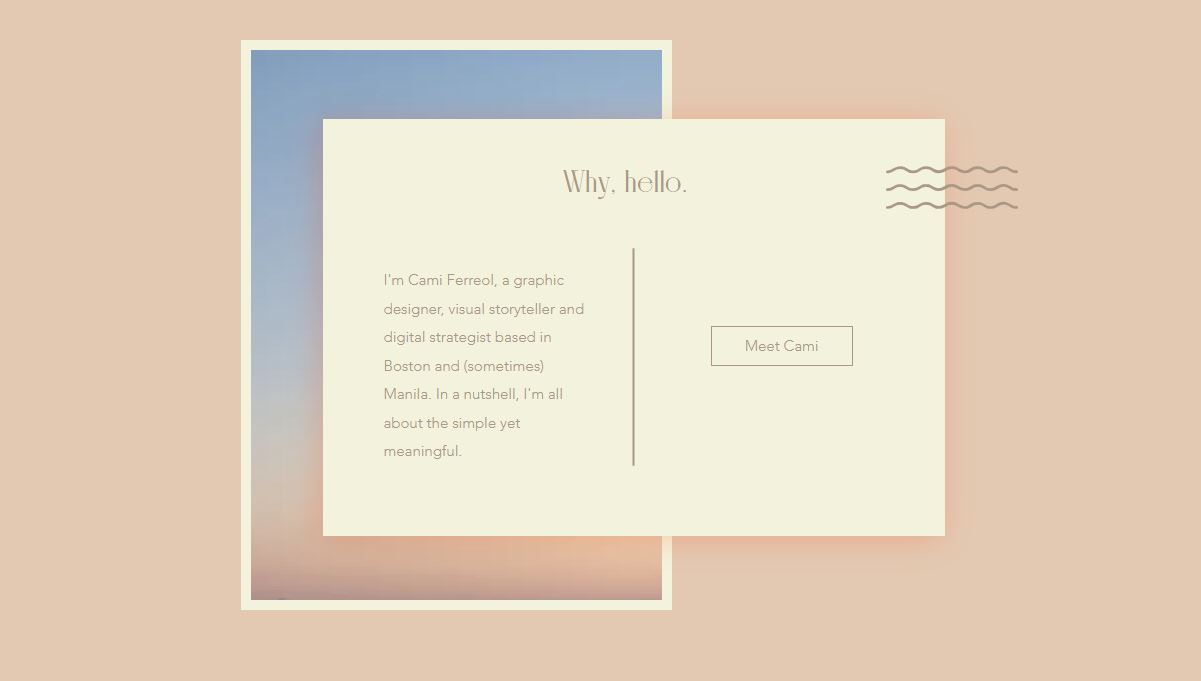 Why, hello.
I'm Cami Ferreol, a graphic
designer, visual storyteller and
digital strategist based in
Boston and (sometimes)
Manila. In a nutshell, I'm all
about the simple yet
meaningful.
Meet Cami